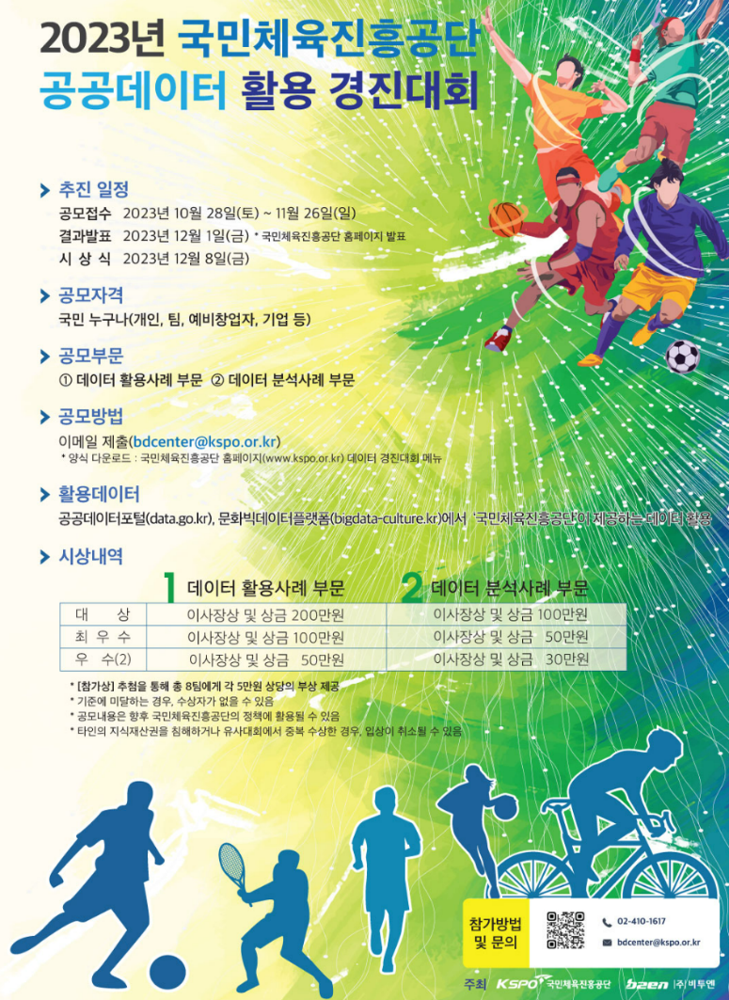 2023년 국민체육진흥공단
공공데이터 활용 경진대회
추진 일정
공모접수 2023년 10월 28일(토) ~ 11월 26일(일)
결과발표 2023년 12월 1일(금) * 국민체육진흥공단 홈페이지 발표
시 상 식 2023년 12월 8일(금)
공모자격
국민 누구나(개인, 팀, 예비창업자, 기업 등)
공모부문
① 데이터 활용사례 부문 ② 데이터 분석사례 부문
공모방법
이메일 제출(bdcenter@kspo.or.kr)
* 양식 다운로드 : 국민체육진흥공단 홈페이지(www.kspo.or.kr) 데이터 경진대회 메뉴
활용데이터
공공데이터포털(data.go.kr), 문화빅데이터플랫폼(bigdata-culture.kr)에서 '국민체육진흥공단'이 제공하는 데이터 활용
시상내역
1 데이터 활용사례 부문 2 데이터 분석사례 부문
대 상 이사장상 및 상금 200만원 이사장상 및 상금 100만원
최 우 수 이사장상 및 상금 100만원 이사장상 및 상금 50만원
우 수(2) 이사장상 및 상금 50만원 이사장상 및 상금 30만원
* [참가상] 추첨을 통해 총 8팀에게 각 5만원 상당의 부상 제공
* 기준에 미달하는 경우, 수상자가 없을 수 있음
* 공모내용은 향후 국민체육진흥공단의 정책에 활용될 수 있음
* 타인의 지식재산권을 침해하거나 유사대회에서 중복 수상한 경우, 입상이 취소될 수 있음
참가방법
및 문의
02-410-1617
bdcenter@kspo.or.kr
주최 KSPO 국민체육진흥공단 b2en (주)비투엔